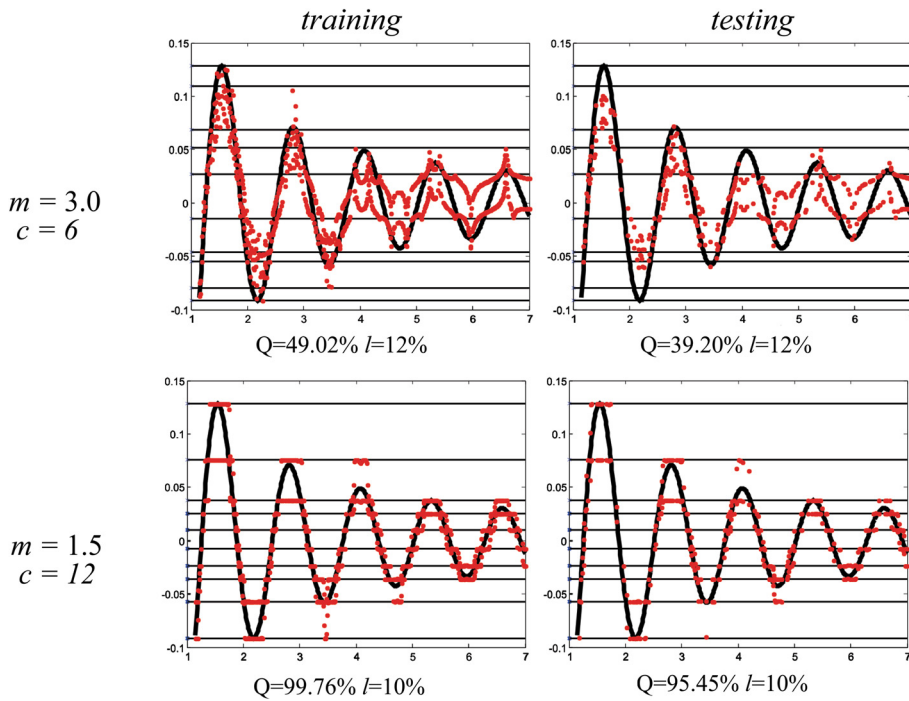 training
testing
0.15
0.1
0.05
0
-0.05
-0.1
1 2 3 4 5 6 7
0.15
0.1
0.05
0
-0.05
-0.1
1 2 3 4 5 6
m = 3.0
c = 6
Q=49.02% l=12%
Q=39.20% l=12%
0.15
0.1
0.05
0
-0.05
-0.1
1 2 3 4 5 6 7
0.15
0.1
0.05
0
-0.05
-0.1
1 2 3 4 5 6 7
m = 1.5
c = 12
Q=99.76% l=10%
Q=95.45% l=10%